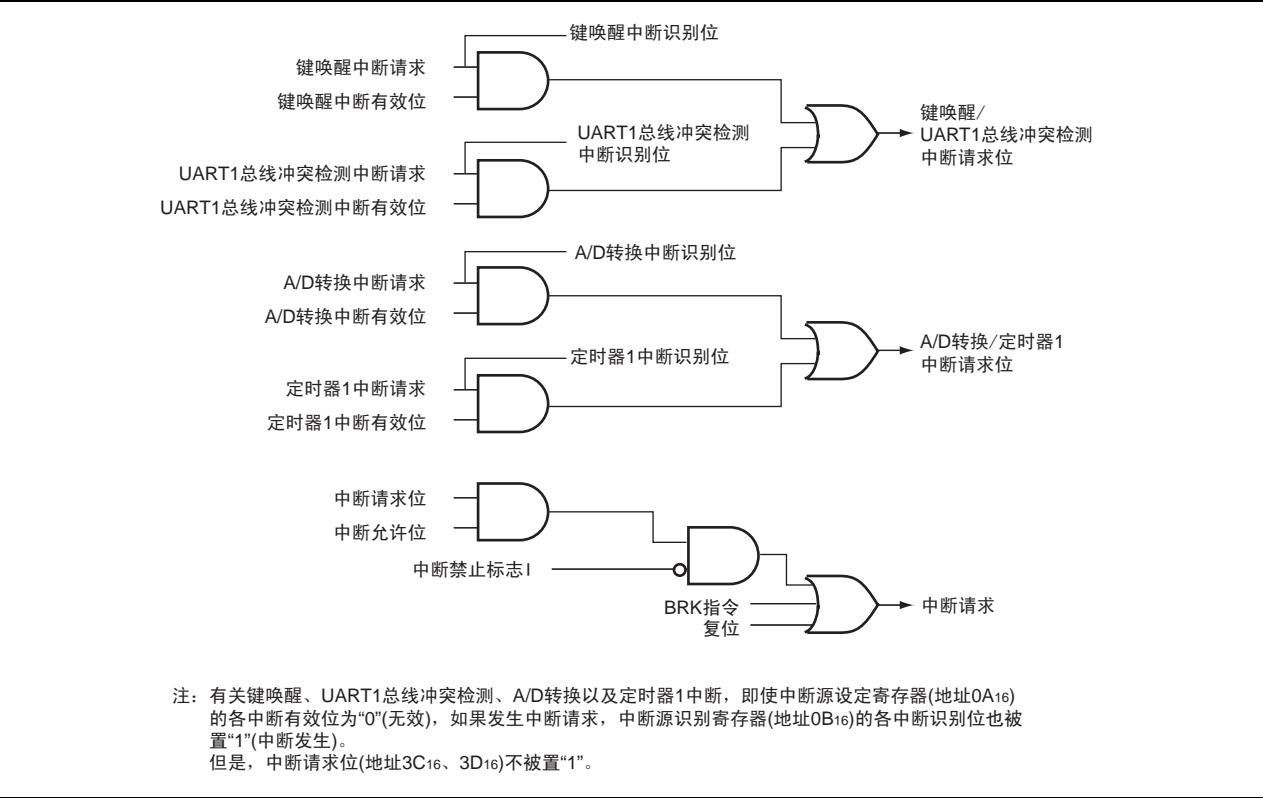 键唤醒中断识别位
键唤醒中断请求
键唤醒中断有效位
键唤醒/
UART1总线冲突检测
中断请求位
UART1总线冲突检测
中断识别位
UART1总线冲突检测中断请求
UART1总线冲突检测中断有效位
A/D转换中断识别位
A/D转换中断请求
A/D转换中断有效位
A/D转换/定时器1
中断请求位
定时器1中断识别位
定时器1中断请求
定时器1中断有效位
中断请求位
中断允许位
中断禁止标志I
BRK指令
复位
中断请求
注：有关键唤醒、UART1总线冲突检测、A/D转换以及定时器1中断，即使中断源设定寄存器(地址0A16)
的各中断有效位为“0”(无效)，如果发生中断请求，中断源识别寄存器(地址0B16)的各中断识别位也被
置“1”(中断发生)。
但是，中断请求位(地址3C16、3D16)不被置“1”。